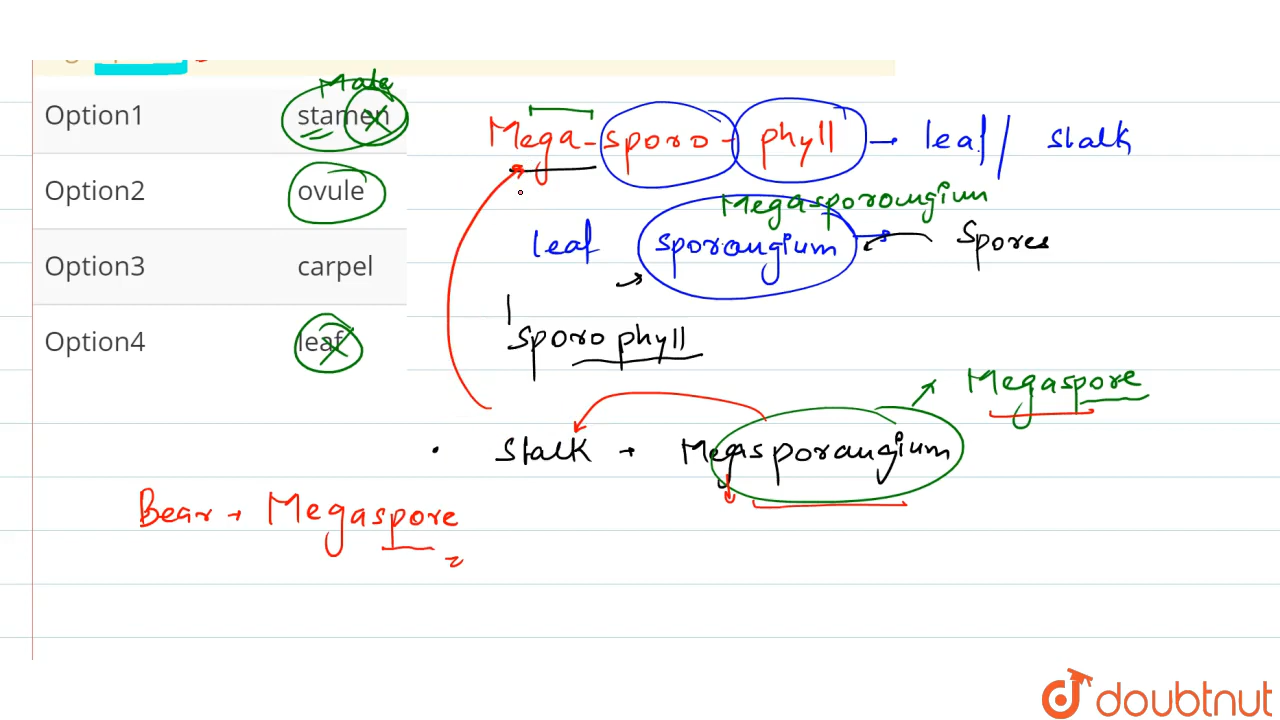 Male
Option1 stamen
Mega-sporo-phyll → leaf / stalk
Option2 ovule
Megasporangium
leaf sporangium Spores
Option3 carpel
Sporophyll
Option4 leaf
Megaspore
Stalk → Megasporangium
Bear → Megaspore
doubtnut